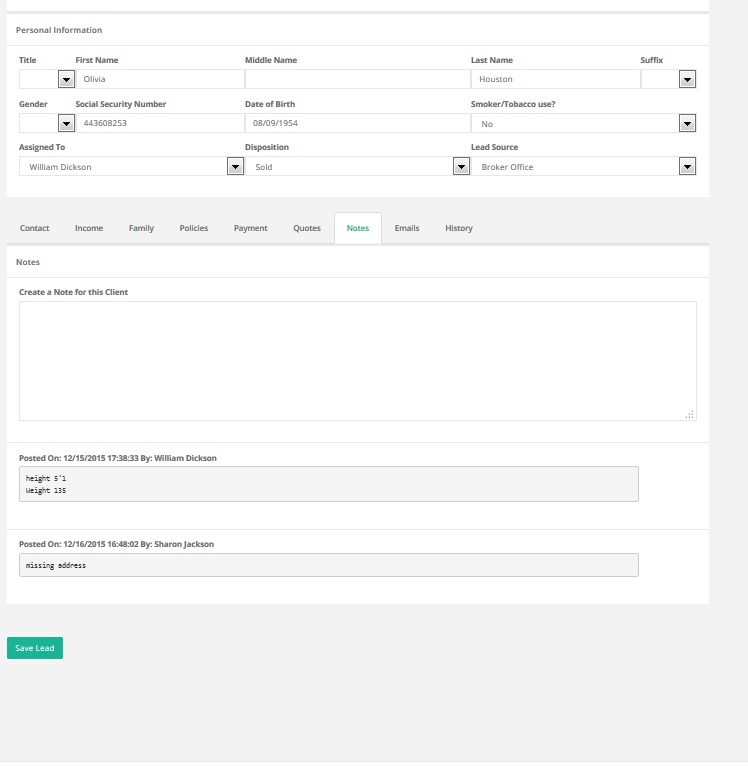 Personal Information
Title First Name Middle Name Last Name Suffix
Olivia Houston
Gender Social Security Number Date of Birth Smoker/Tobacco use?
443608253 08/09/1954 No
Assigned To Disposition Lead Source
William Dickson Sold Broker Office
Contact Income Family Policies Payment Quotes Notes Emails History
Notes
Create a Note for this Client
Posted On: 12/15/2015 17:38:33 By: William Dickson
height 5'1
Weight 135
Posted On: 12/16/2015 16:48:02 By: Sharon Jackson
missing address
Save Lead